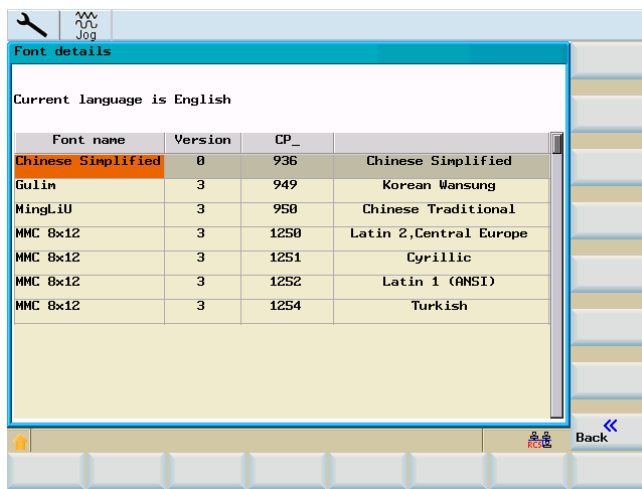 Jog
Font details
Current language is English
Font name Version CP_
Chinese Simplified 0 936 Chinese Simplified
Gulim 3 949 Korean Wansung
MingLiU 3 950 Chinese Traditional
MMC 8x12 3 1250 Latin 2,Central Europe
MMC 8x12 3 1251 Cyrillic
MMC 8x12 3 1252 Latin 1 (ANSI)
MMC 8x12 3 1254 Turkish
RCS
Back